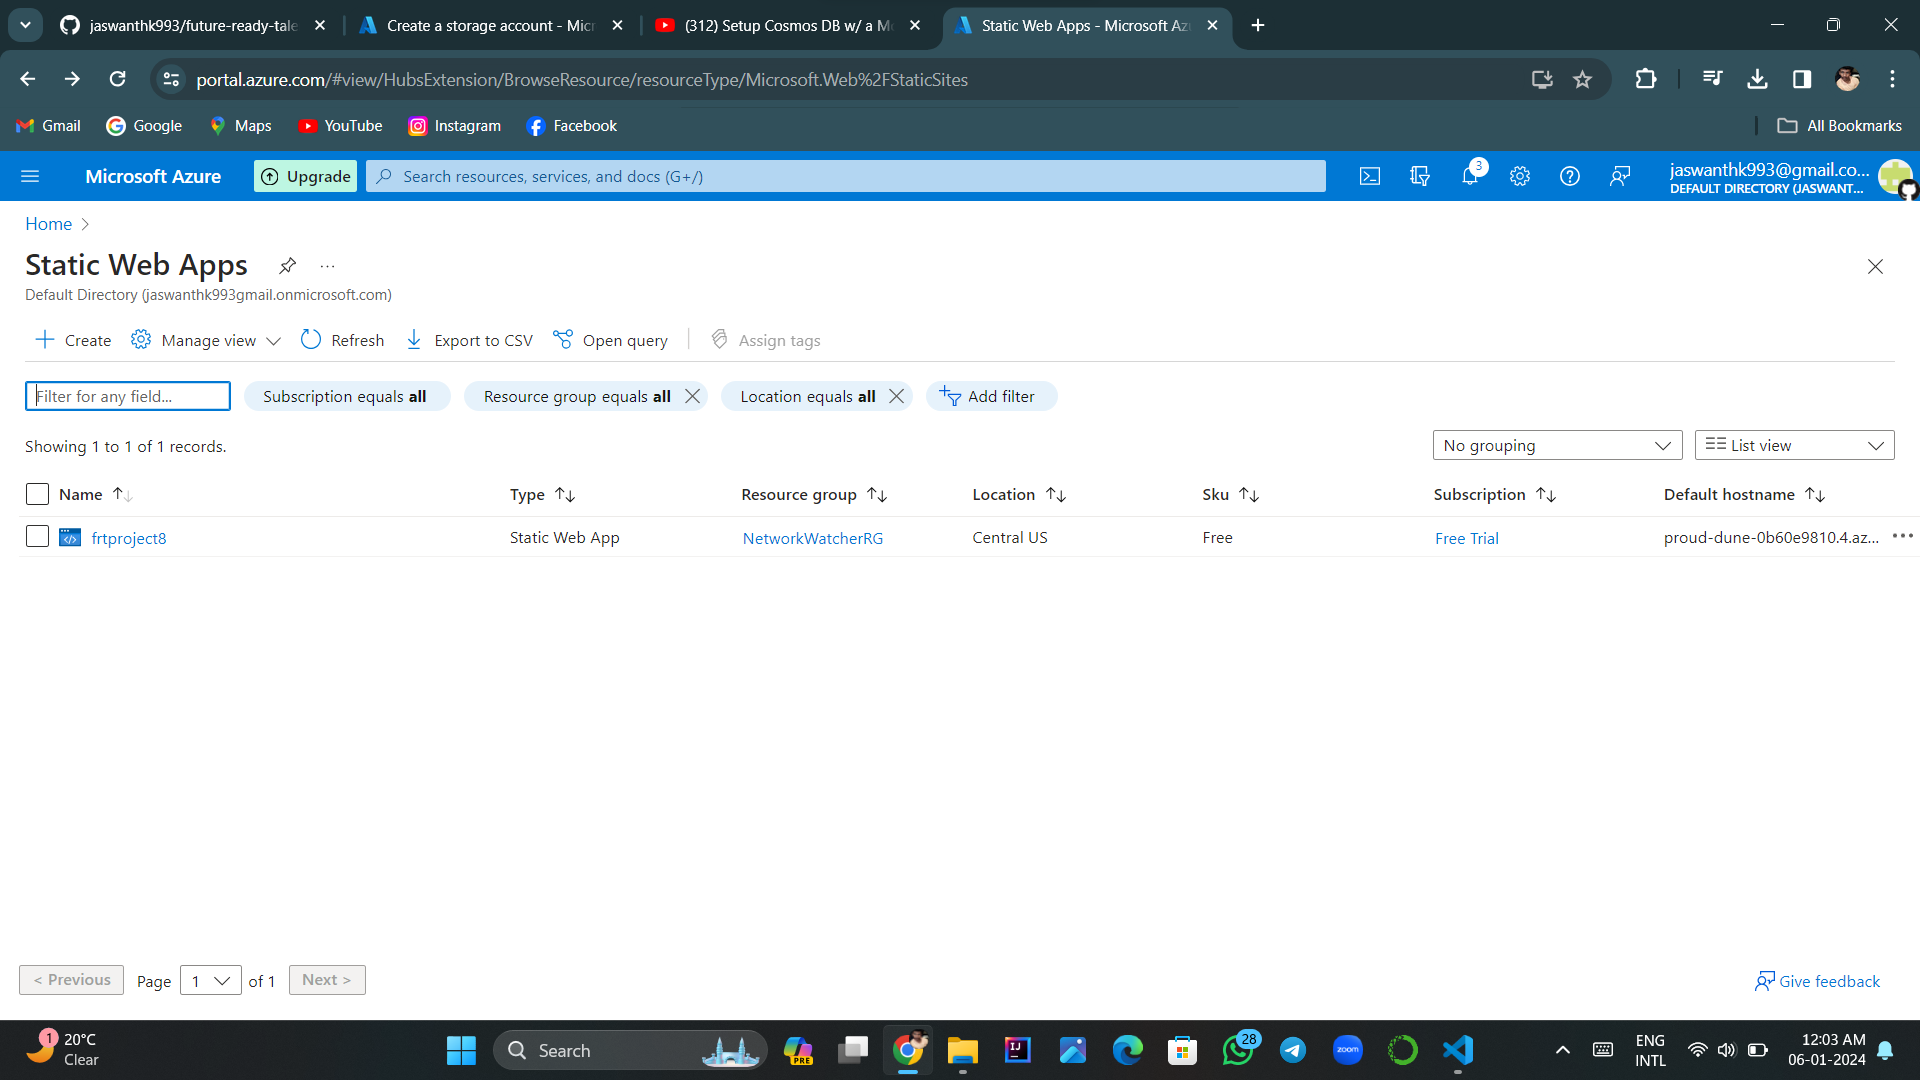 jaswanthk993/future-ready-tale
Create a storage account - Micr
(312) Setup Cosmos DB w/ a Mo
Static Web Apps - Microsoft Az
portal.azure.com/#view/HubsExtension/BrowseResource/resourceType/Microsoft.Web%2FStaticSites
Gmail
Google
Maps
YouTube
Instagram
Facebook
All Bookmarks
Microsoft Azure
Upgrade
Search resources, services, and docs (G+/)
3
jaswanthk993@gmail.co...
DEFAULT DIRECTORY (JASWANT...
Home
Static Web Apps
...
Default Directory (jaswanthk993gmail.onmicrosoft.com)
Create
Manage view
Refresh
Export to CSV
Open query
Assign tags
Filter for any field...
Subscription equals all
Resource group equals all
Location equals all
Add filter
Showing 1 to 1 of 1 records.
No grouping
List view
Name
Type
Resource group
Location
Sku
Subscription
Default hostname
frtproject8
Static Web App
NetworkWatcherRG
Central US
Free
Free Trial
proud-dune-0b60e9810.4.az...
< Previous
Page
1
of 1
Next >
Give feedback
1
20°C
Clear
Search
PRE
IJ
28
zoom
ENG
INTL
12:03 AM
06-01-2024